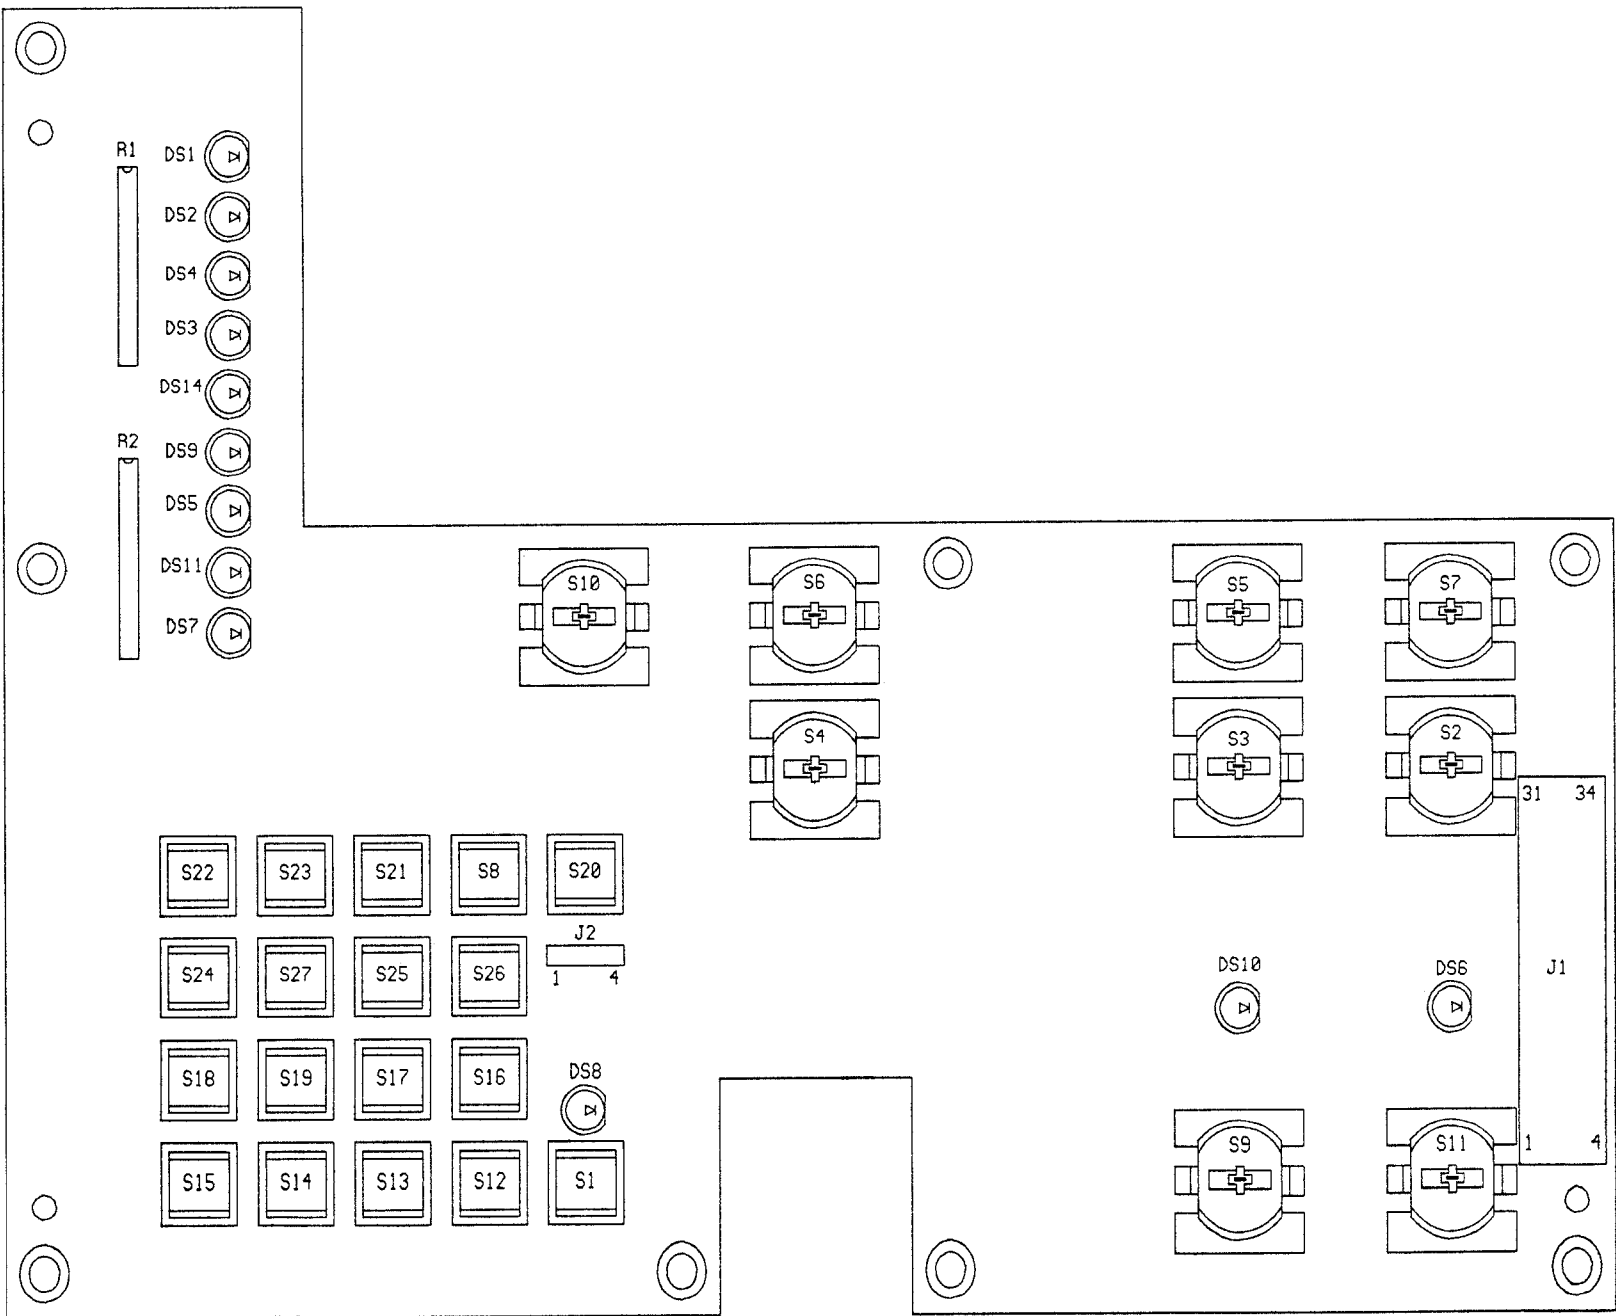 R1 DS1
DS2
DS4
DS3
DS14
R2 DS9
DS5
DS11
DS7
S10 S6 S5 S7
S4 S3 S2
31 34
S22 S23 S21 S8 S20
J2
1 4
S24 S27 S25 S26
DS10 DS6 J1
S18 S19 S17 S16 DS8
S9 S11 1 4
S15 S14 S13 S12 S1